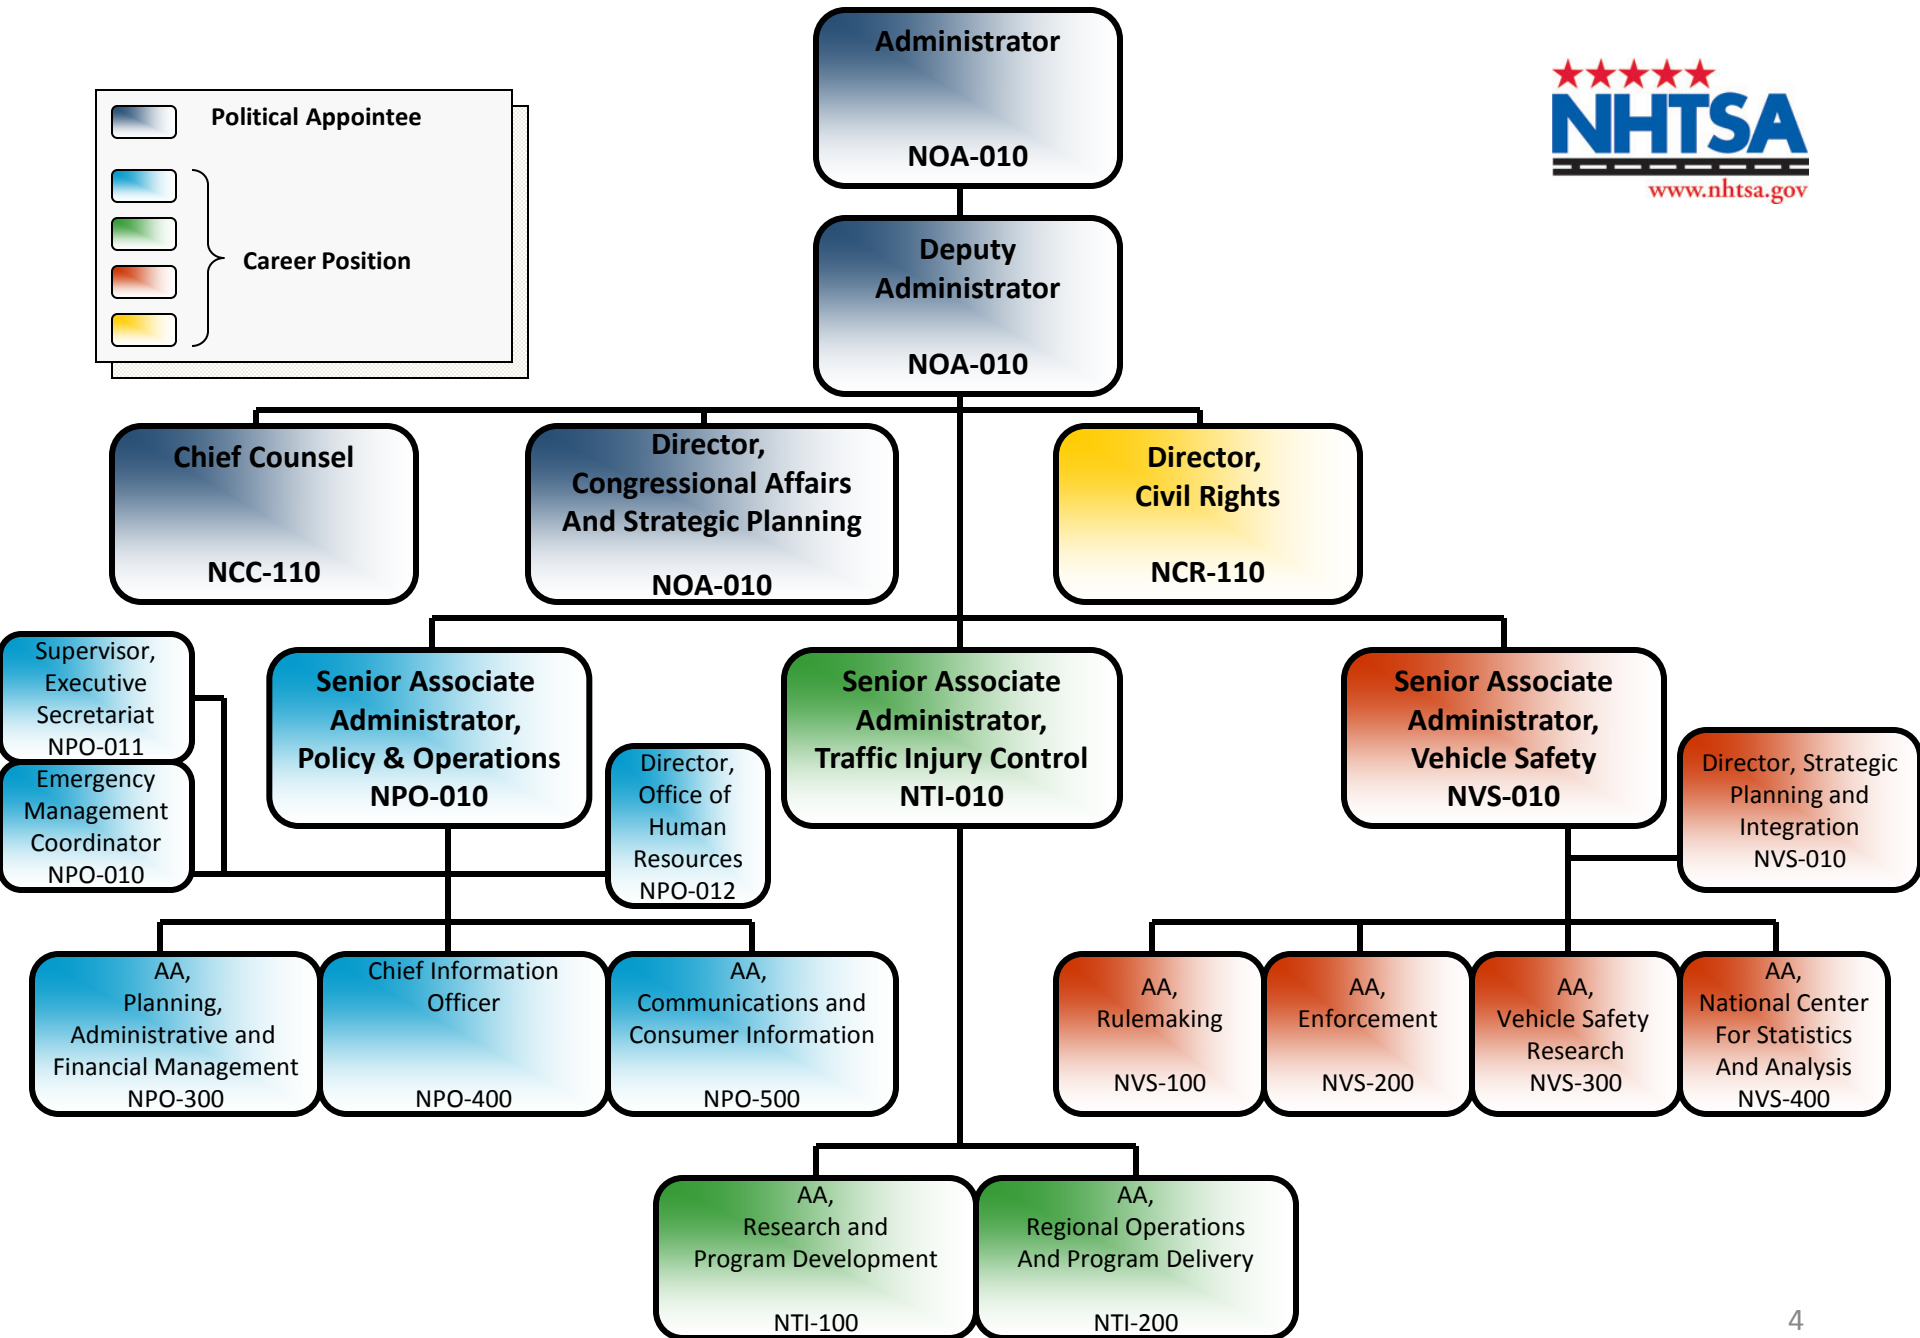 Administrator
NOA-010
Political Appointee
Career Position
NHTSA
www.nhtsa.gov
Deputy
Administrator
NOA-010
Chief Counsel
NCC-110
Director,
Congressional Affairs
And Strategic Planning
NOA-010
Director,
Civil Rights
NCR-110
Supervisor,
Executive
Secretariat
NPO-011
Emergency
Management
Coordinator
NPO-010
Senior Associate
Administrator,
Policy & Operations
NPO-010
Director,
Office of
Human
Resources
NPO-012
Senior Associate
Administrator,
Traffic Injury Control
NTI-010
Senior Associate
Administrator,
Vehicle Safety
NVS-010
Director, Strategic
Planning and
Integration
NVS-010
AA,
Planning,
Administrative and
Financial Management
NPO-300
Chief Information
Officer
NPO-400
AA,
Communications and
Consumer Information
NPO-500
AA,
Rulemaking
NVS-100
AA,
Enforcement
NVS-200
AA,
Vehicle Safety
Research
NVS-300
AA,
National Center
For Statistics
And Analysis
NVS-400
AA,
Research and
Program Development
NTI-100
AA,
Regional Operations
And Program Delivery
NTI-200
4